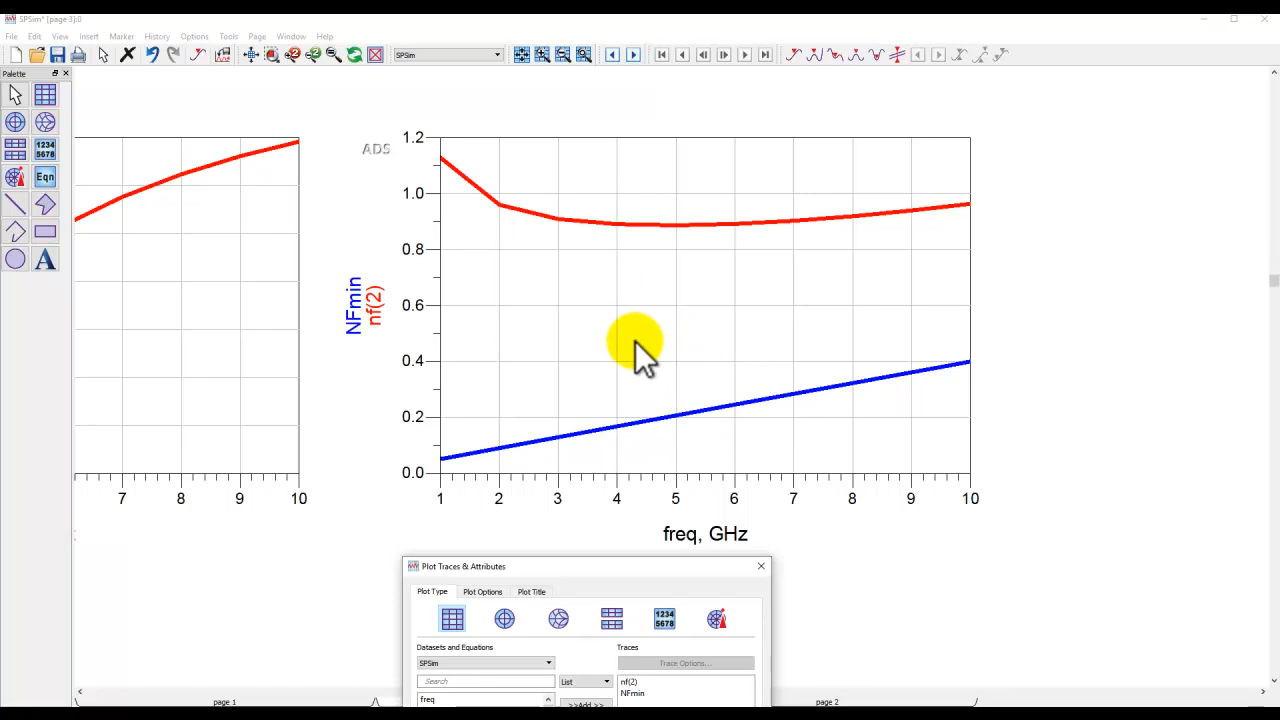 SPSim* [page 3]:0
File Edit View Insert Marker History Options Tools Page Window Help
SPSim
Palette
1234
5678
Eqn
A
7 8 9 10
ADS
1.2
1.0
0.8
0.6
0.4
0.2
0.0
NFmin
nf(2)
1 2 3 4 5 6 7 8 9 10
freq, GHz
Plot Traces & Attributes
Plot Type Plot Options Plot Title
1234
5678
Datasets and Equations
Traces
SPSim
Trace Options...
Search
List
nf(2)
NFmin
freq
>>Add >>
page 1
page 2